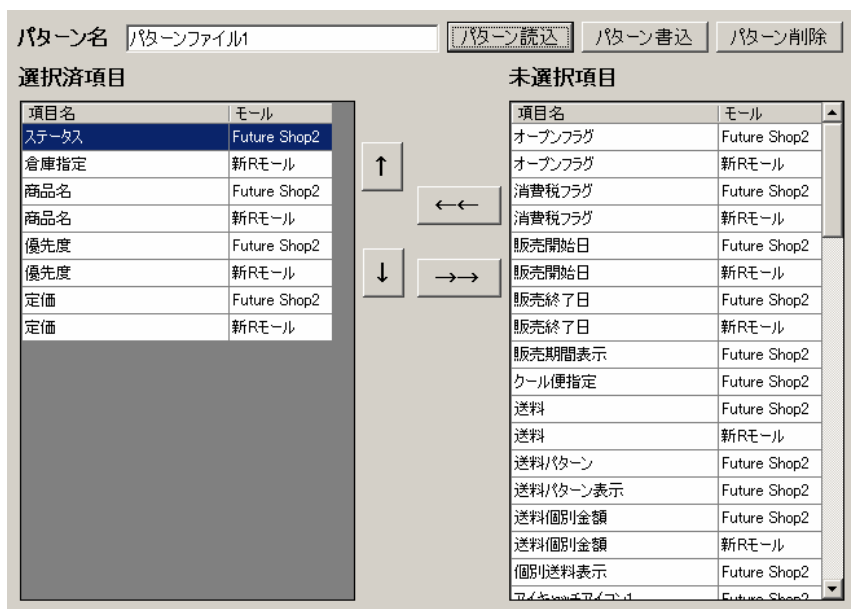 パターン名 パターンファイル1 パターン読込 パターン書込 パターン削除
選択済項目 未選択項目
項目名 モール
ステータス Future Shop2
倉庫指定 新Rモール
商品名 Future Shop2
商品名 新Rモール
優先度 Future Shop2
優先度 新Rモール
定価 Future Shop2
定価 新Rモール
↑
↓
←←
→→
項目名 モール
オープンフラグ Future Shop2
オープンフラグ 新Rモール
消費税フラグ Future Shop2
消費税フラグ 新Rモール
販売開始日 Future Shop2
販売開始日 新Rモール
販売終了日 Future Shop2
販売終了日 新Rモール
販売期間表示 Future Shop2
クール便指定 Future Shop2
送料 Future Shop2
送料 新Rモール
送料パターン Future Shop2
送料パターン表示 Future Shop2
送料個別金額 Future Shop2
送料個別金額 新Rモール
個別送料表示 Future Shop2
アイキャッチアイコン1 Future Shop2